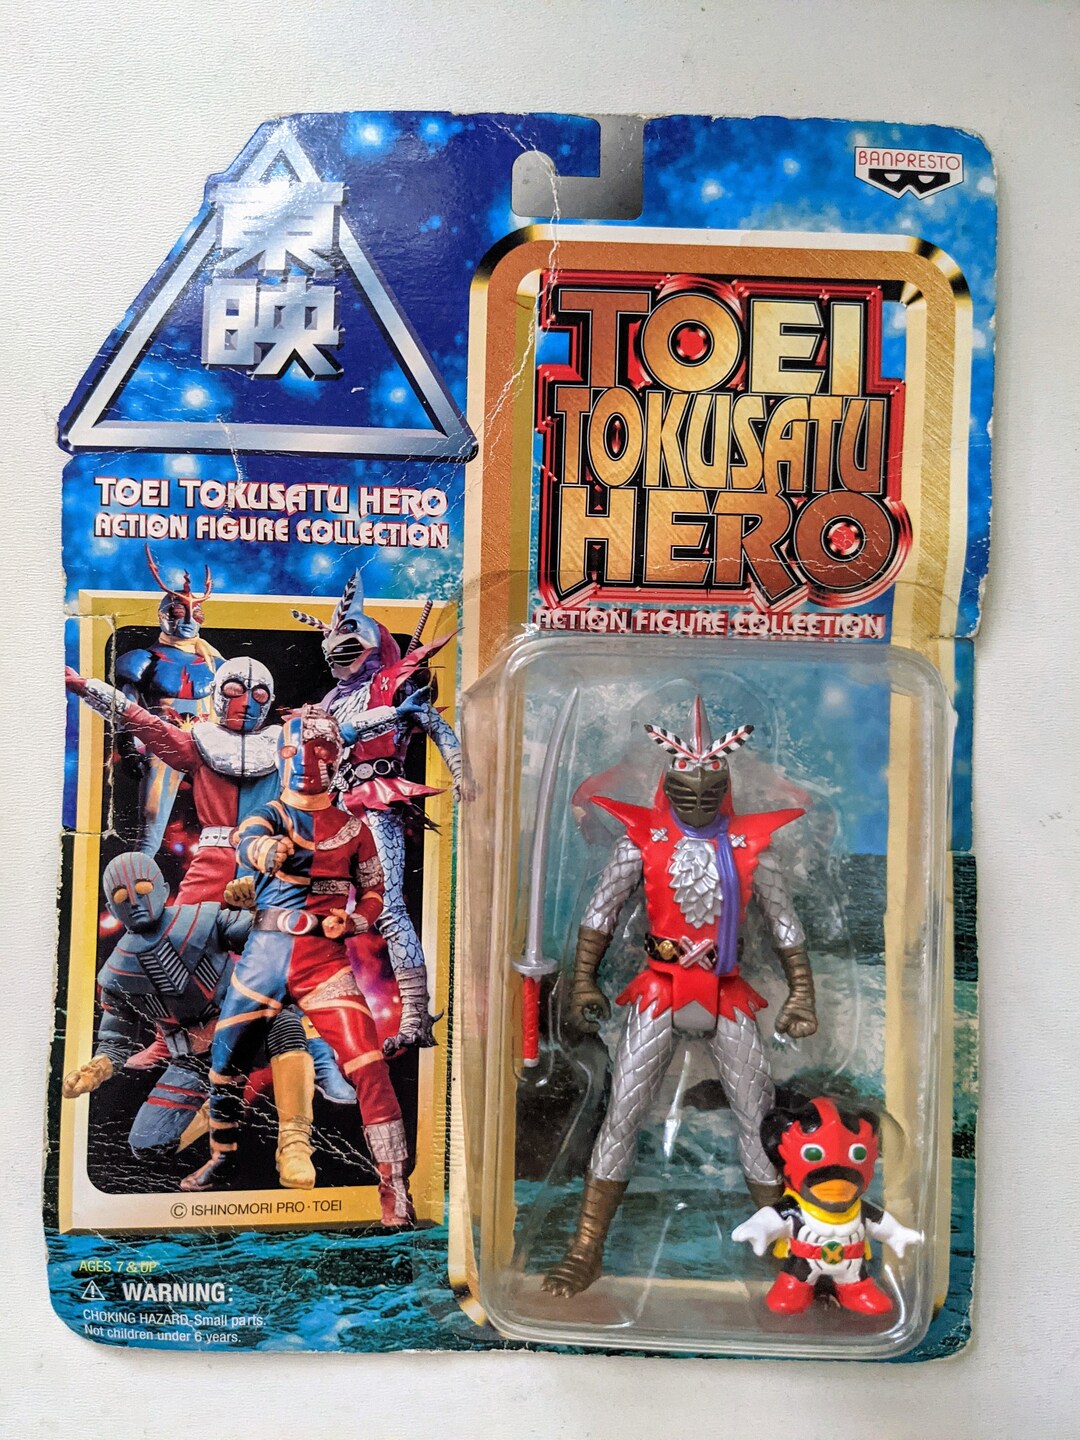 BANPRESTO
東
映
TOEI
TOKUSATU
HERO
ACTION FIGURE COLLECTION
TOEI TOKUSATU HERO
ACTION FIGURE COLLECTION
© ISHINOMORI PRO・TOEI
AGES 7 & UP
WARNING:
CHOKING HAZARD-Small parts.
Not children under 6 years.